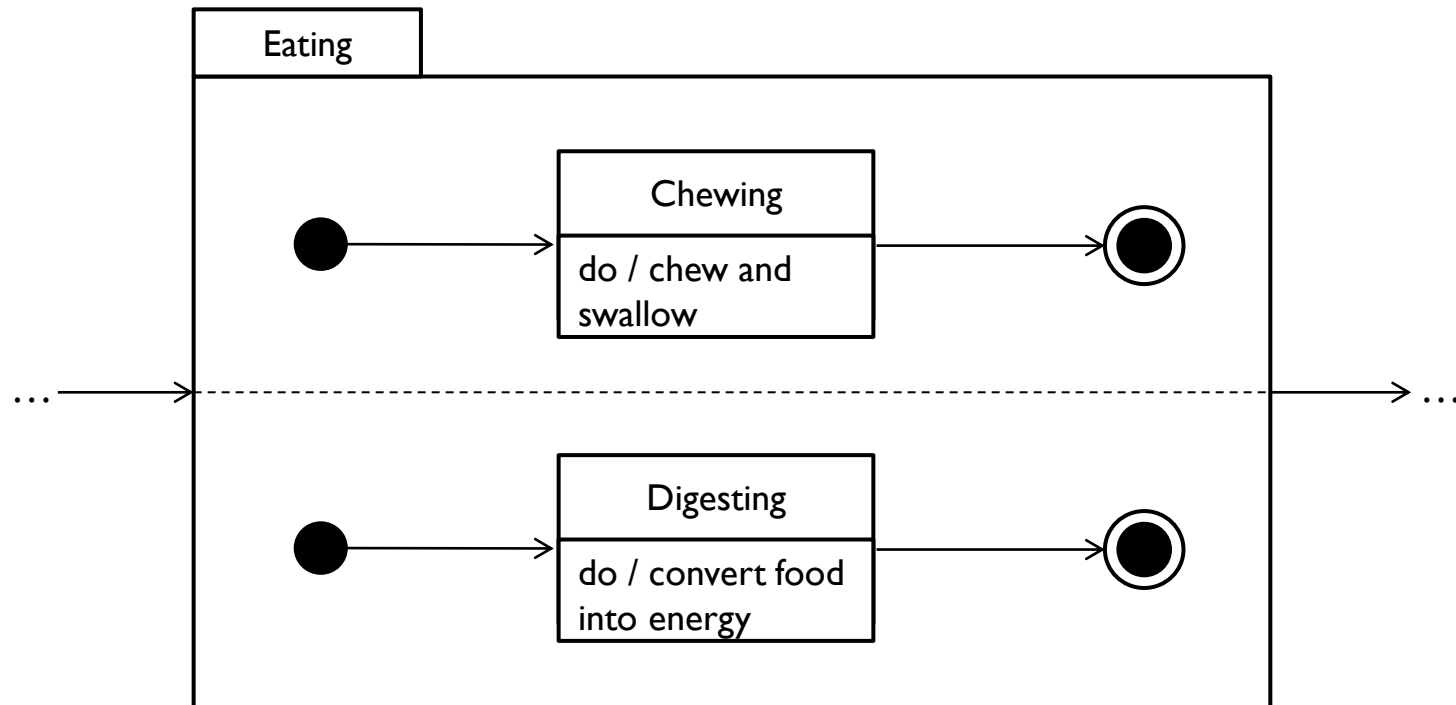 Eating
Chewing
do / chew and
swallow
... ...
Digesting
do / convert food
into energy